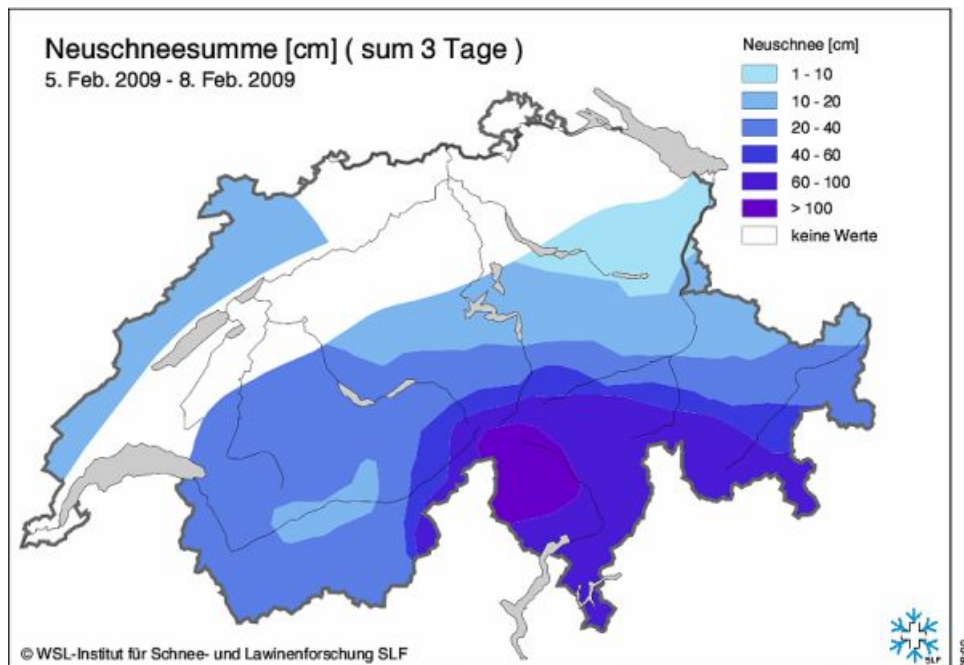 Neuschneesumme [cm] ( sum 3 Tage )
5. Feb. 2009 - 8. Feb. 2009
Neuschnee [cm]
1 - 10
10 - 20
20 - 40
40 - 60
60 - 100
> 100
keine Werte
© WSL-Institut für Schnee- und Lawinenforschung SLF
SLF